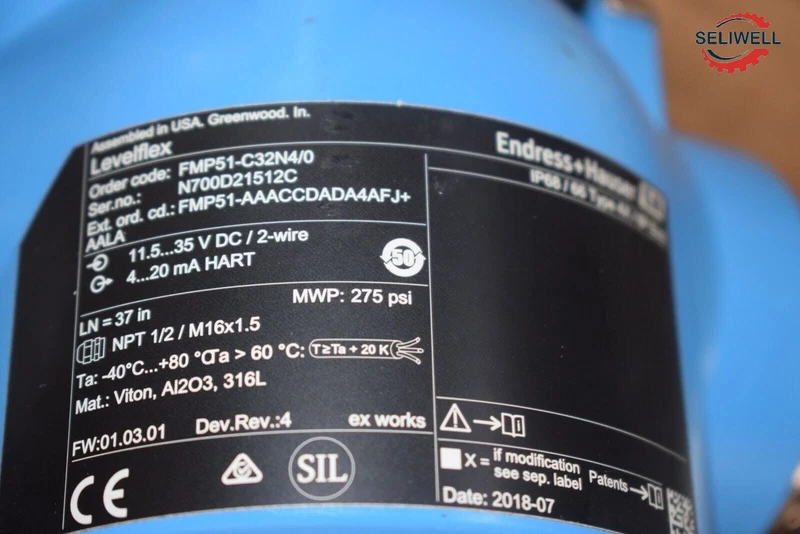 SELIWELL
Assembled in USA. Greenwood. In.
Levelflex
Endress+Hauser
Order code: FMP51-C32N4/0
Ser.no.: N700D21512C
Ext. ord. cd.: FMP51-AAACCDADA4AFJ+
AALA
IP68 / 66 Type
11.5...35 V DC / 2-wire
4...20 mA HART
50
MWP: 275 psi
LN = 37 in
NPT 1/2 / M16x1.5
Ta: -40°C...+80 °C
Ta > 60 °C: T≥Ta + 20 K
Mat.: Viton, Al2O3, 316L
FW:01.03.01 Dev.Rev.:4 ex works
CE
SIL
X = if modification
see sep. label
Patents
Date: 2018-07